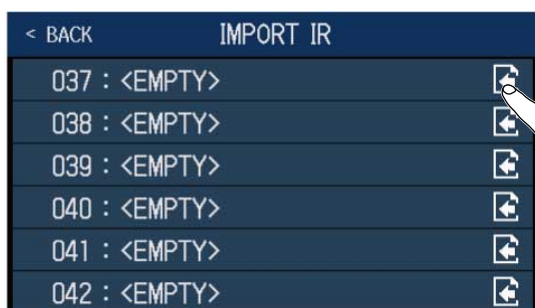 < BACK IMPORT IR
037 : <EMPTY>
038 : <EMPTY>
039 : <EMPTY>
040 : <EMPTY>
041 : <EMPTY>
042 : <EMPTY>